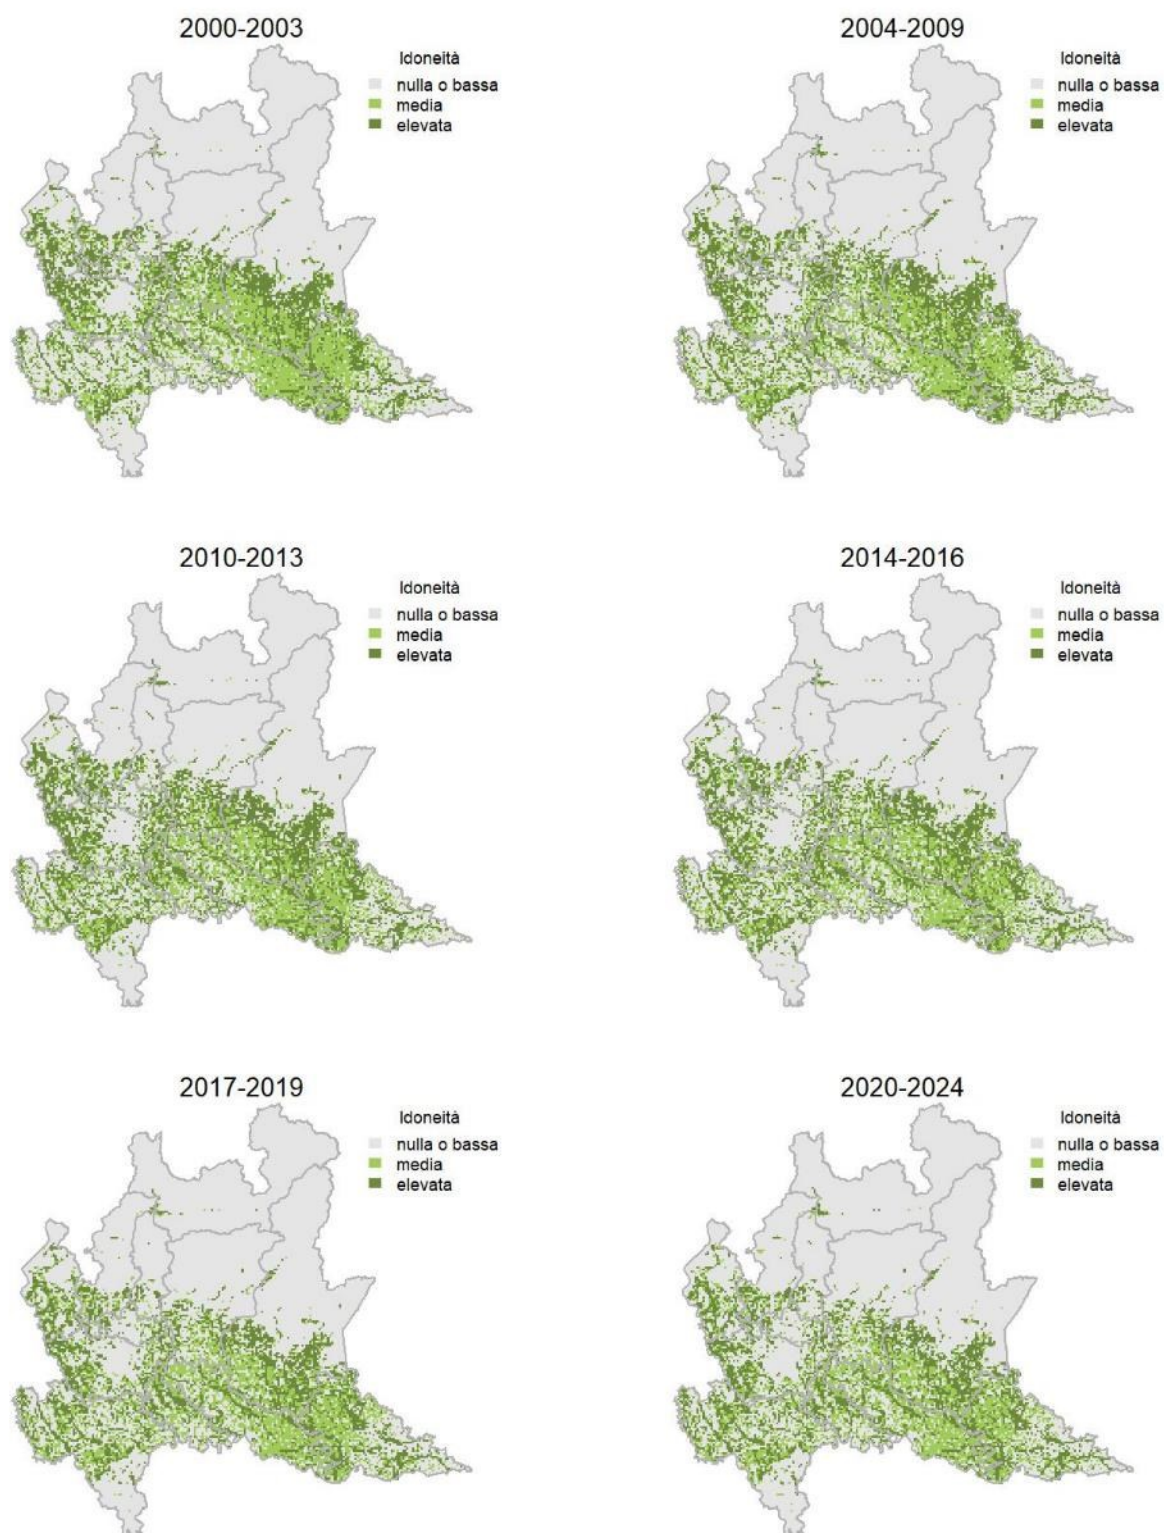 2000-2003
Idoneità
nulla o bassa
media
elevata
2004-2009
Idoneità
nulla o bassa
media
elevata
2010-2013
Idoneità
nulla o bassa
media
elevata
2014-2016
Idoneità
nulla o bassa
media
elevata
2017-2019
Idoneità
nulla o bassa
media
elevata
2020-2024
Idoneità
nulla o bassa
media
elevata